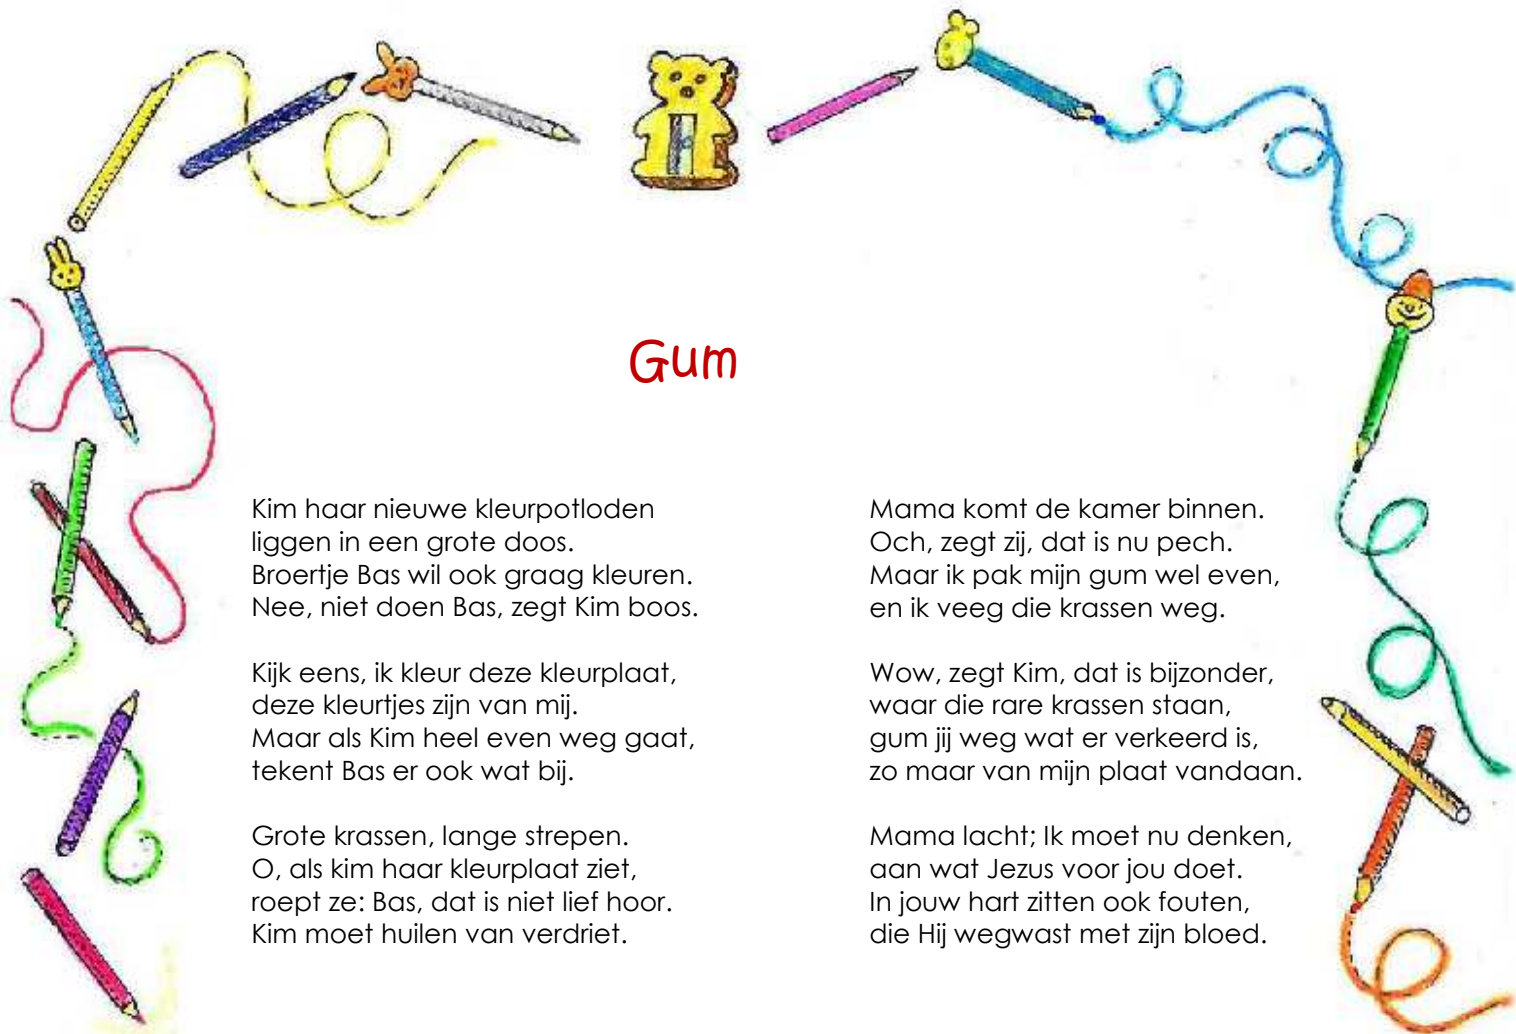 Gum
Kim haar nieuwe kleurpotloden
liggen in een grote doos.
Broertje Bas wil ook graag kleuren.
Nee, niet doen Bas, zegt Kim boos.
Kijk eens, ik kleur deze kleurplaat,
deze kleurtjes zijn van mij.
Maar als Kim heel even weg gaat,
tekent Bas er ook wat bij.
Grote krassen, lange strepen.
O, als kim haar kleurplaat ziet,
roept ze: Bas, dat is niet lief hoor.
Kim moet huilen van verdriet.
Mama komt de kamer binnen.
Och, zegt zij, dat is nu pech.
Maar ik pak mijn gum wel even,
en ik veeg die krassen weg.
Wow, zegt Kim, dat is bijzonder,
waar die rare krassen staan,
gum jij weg wat er verkeerd is,
zo maar van mijn plaat vandaan.
Mama lacht; Ik moet nu denken,
aan wat Jezus voor jou doet.
In jouw hart zitten ook fouten,
die Hij wegwast met zijn bloed.